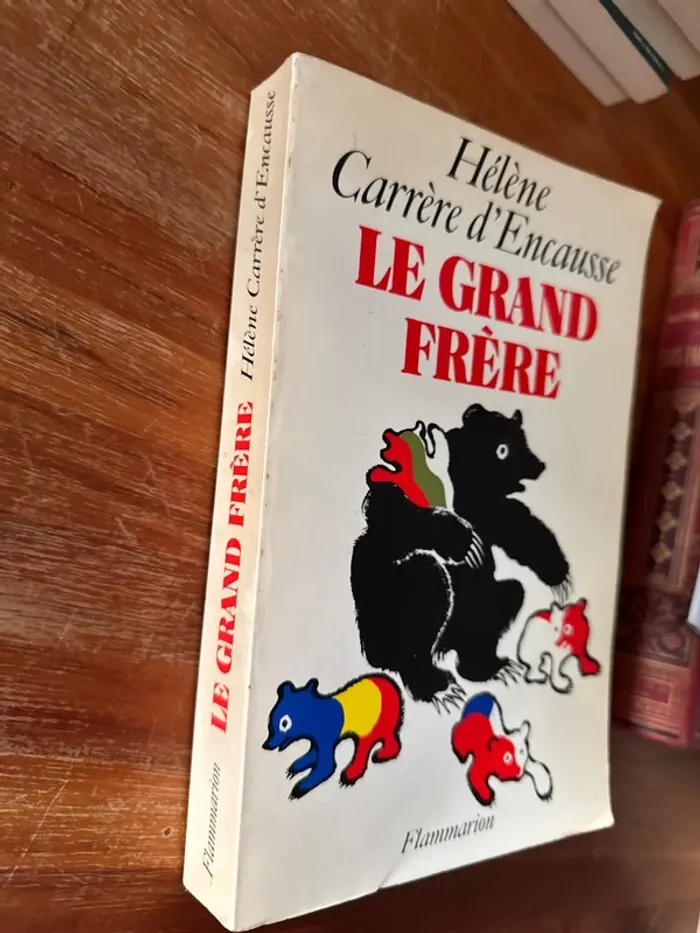 Hélène
Carrère d'Encausse
LE GRAND
FRÈRE
Flammarion
Flammarion LE GRAND FRÈRE Hélène Carrère d'Encausse